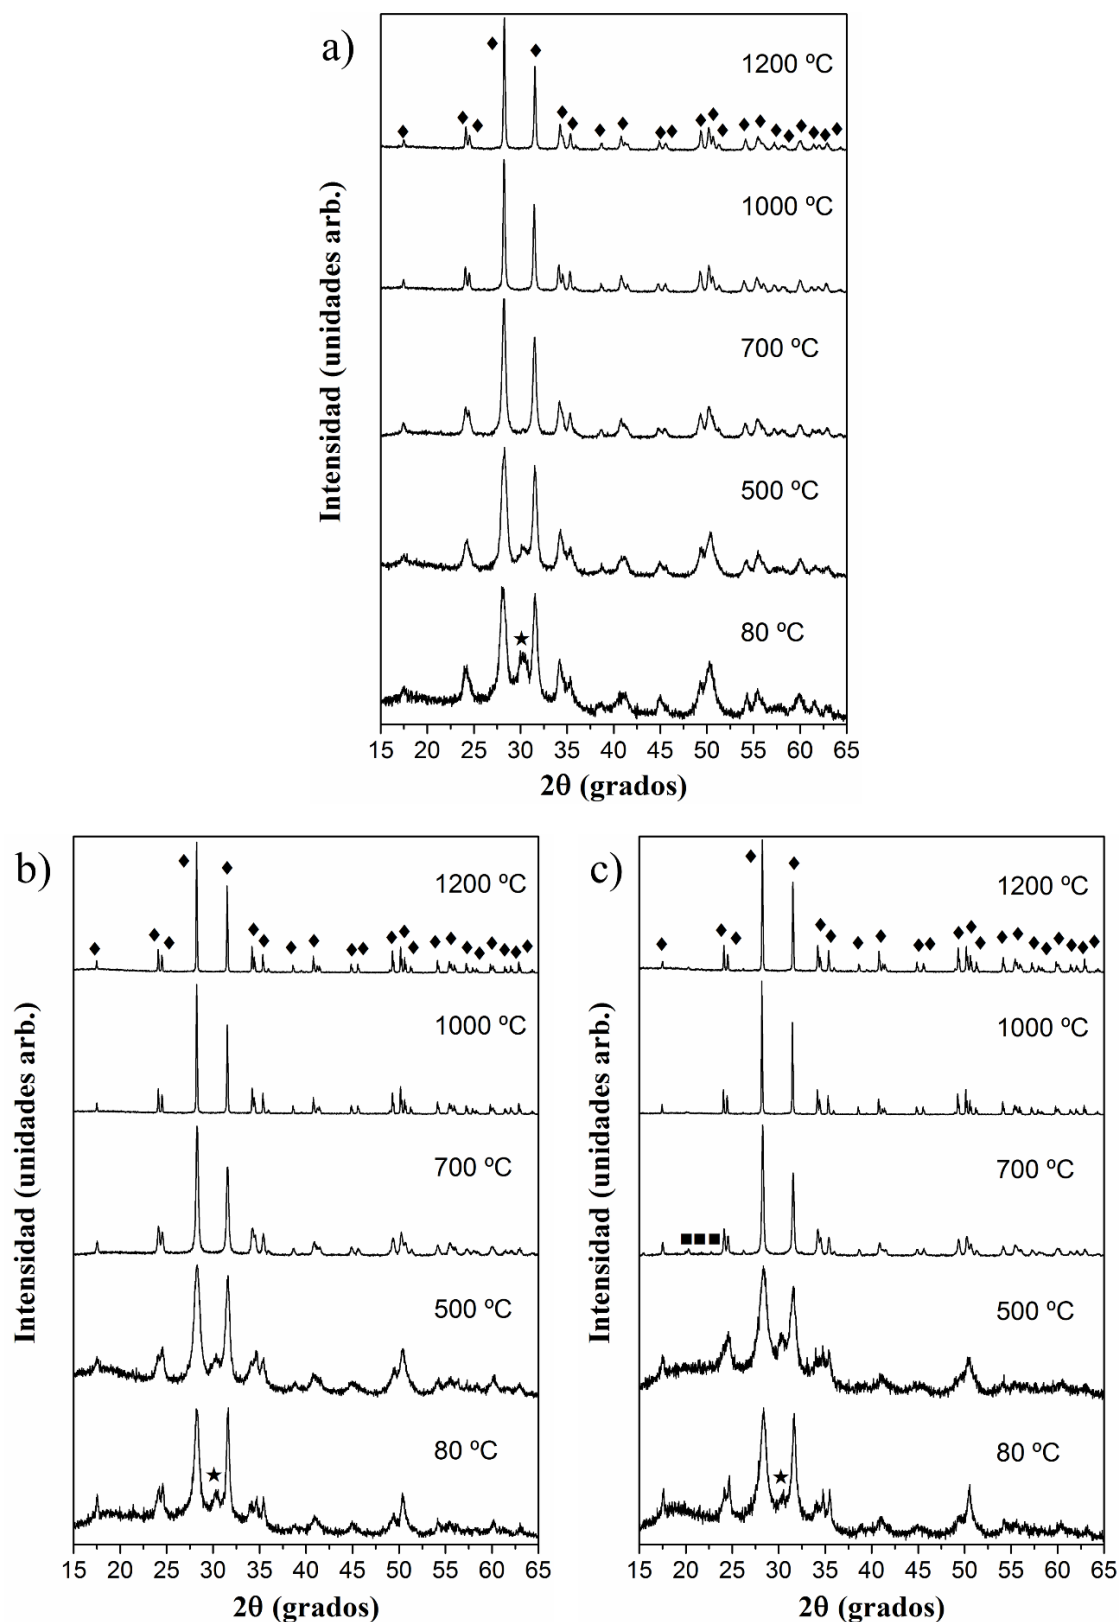 a)
1200 ºC
1000 ºC
700 ºC
500 ºC
80 ºC
Intensidad (unidades arb.)
15 20 25 30 35 40 45 50 55 60 65
2θ (grados)
b)
1200 ºC
1000 ºC
700 ºC
500 ºC
80 ºC
Intensidad (unidades arb.)
15 20 25 30 35 40 45 50 55 60 65
2θ (grados)
c)
1200 ºC
1000 ºC
700 ºC
500 ºC
80 ºC
Intensidad (unidades arb.)
15 20 25 30 35 40 45 50 55 60 65
2θ (grados)